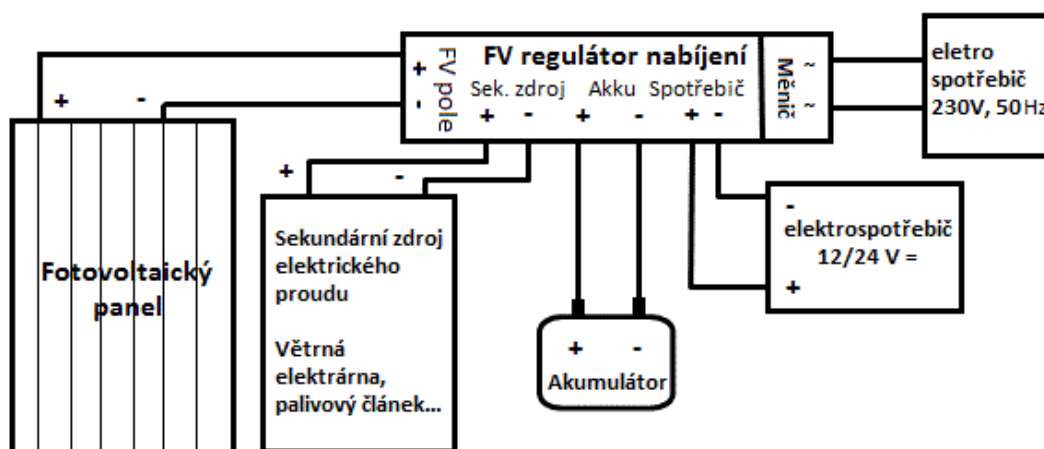 FV regulátor nabíjení
FV pole
+
-
Sek. zdroj Akku Spotřebič
+ - + - + -
Měnič
~
~
eletro
spotřebič
230V, 50Hz
+ -
Fotovoltaický
panel
+ -
Sekundární zdroj
elektrického
proudu
Větrná
elektrárna,
palivový článek...
+ -
Akumulátor
-
elektrospotřebič
12/24 V =
+